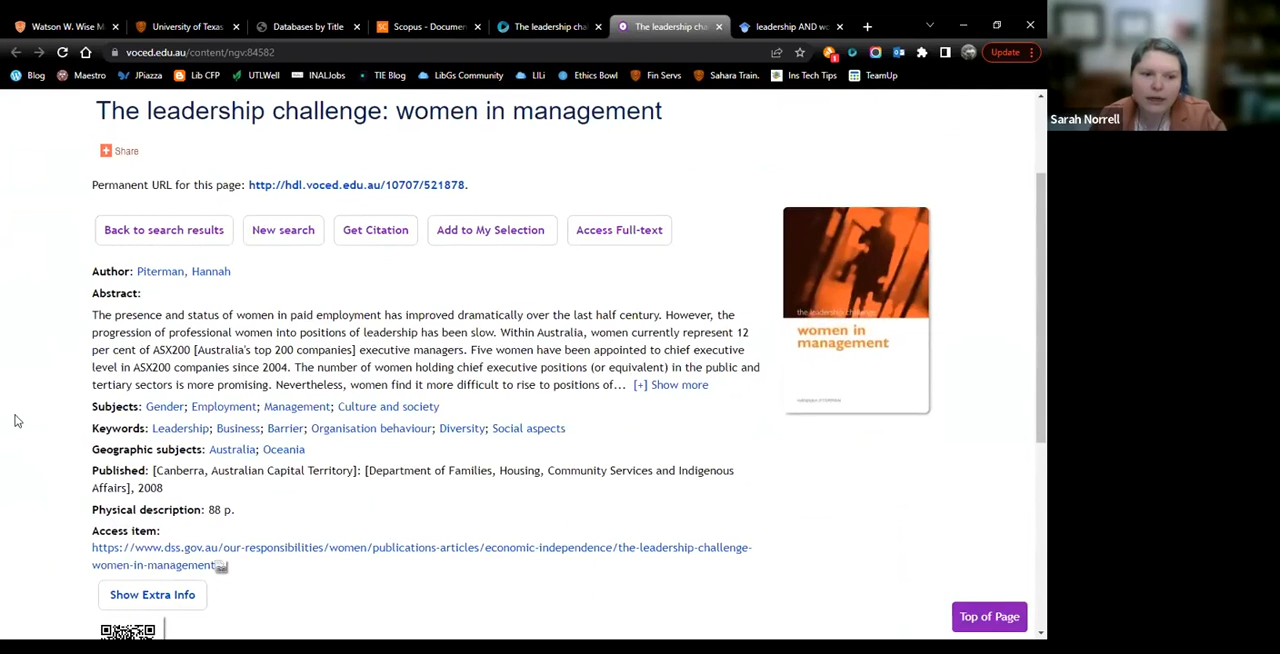 Watson W. Wise M
University of Texas
Databases by Title
Scopus - Documen
The leadership cha
The leadership cha
leadership AND wo
voced.edu.au/content/ngv:84582
Update
Blog
Maestro
JPiazza
Lib CFP
UTLWell
INALJobs
TIE Blog
LibGs Community
LILi
Ethics Bowl
Fin Servs
Sahara Train.
Ins Tech Tips
TeamUp
Sarah Norrell
The leadership challenge: women in management
Share
Permanent URL for this page: http://hdl.voced.edu.au/10707/521878.
Back to search results
New search
Get Citation
Add to My Selection
Access Full-text
Author: Piterman, Hannah
Abstract:
The presence and status of women in paid employment has improved dramatically over the last half century. However, the
progression of professional women into positions of leadership has been slow. Within Australia, women currently represent 12
per cent of ASX200 [Australia's top 200 companies] executive managers. Five women have been appointed to chief executive
level in ASX200 companies since 2004. The number of women holding chief executive positions (or equivalent) in the public and
tertiary sectors is more promising. Nevertheless, women find it more difficult to rise to positions of... [+] Show more
the leadership challenge
women in
management
Subjects: Gender; Employment; Management; Culture and society
Keywords: Leadership; Business; Barrier; Organisation behaviour; Diversity; Social aspects
Geographic subjects: Australia; Oceania
Published: [Canberra, Australian Capital Territory]: [Department of Families, Housing, Community Services and Indigenous
Affairs], 2008
Physical description: 88 p.
Access item:
https://www.dss.gov.au/our-responsibilities/women/publications-articles/economic-independence/the-leadership-challenge-
women-in-management
Show Extra Info
Top of Page